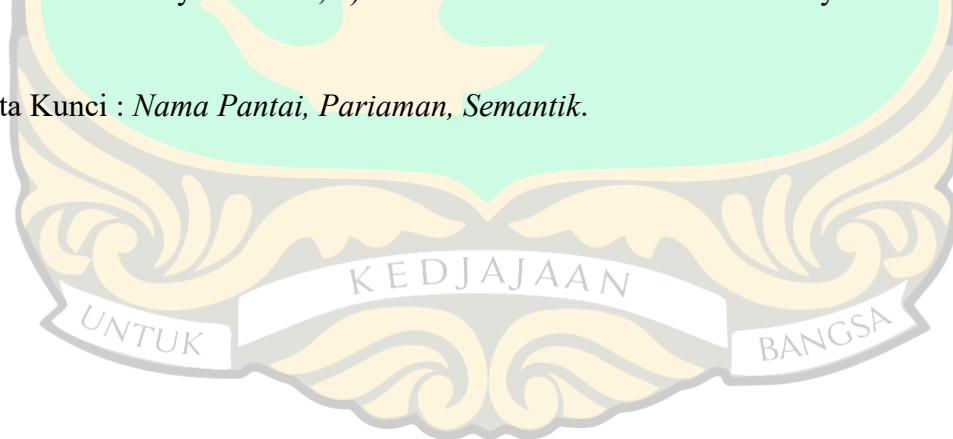 ta Kunci : Nama Pantai, Pariaman, Semantik.
KEDJAJAAN
UNTUK
BANGSA